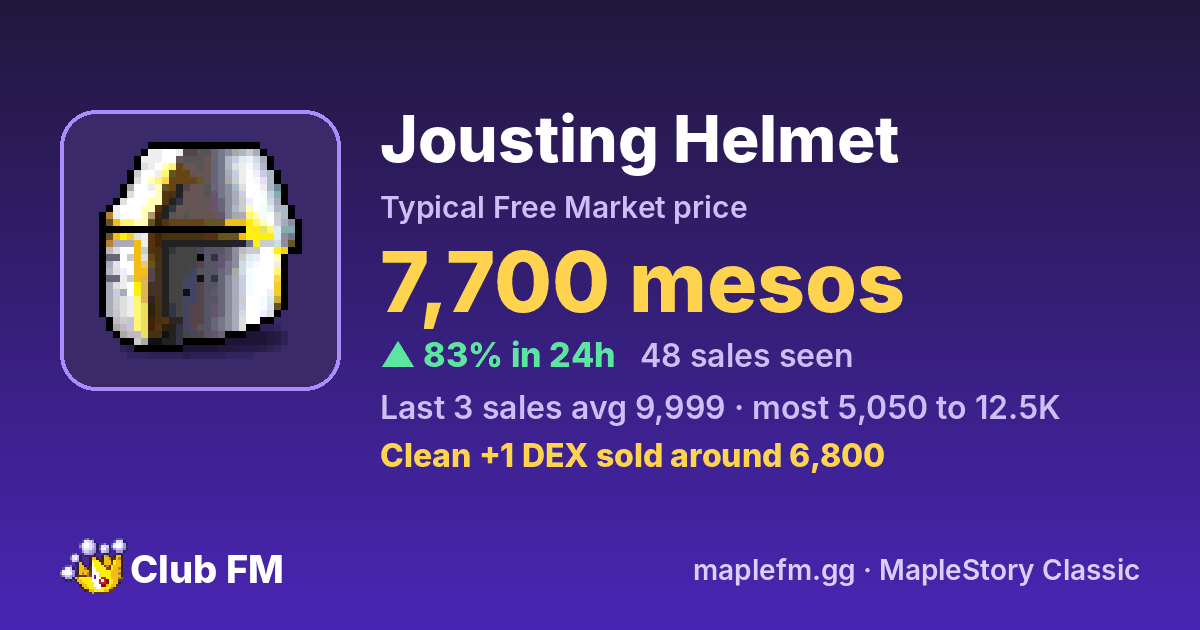 Jousting Helmet
Typical Free Market price
7,700 mesos
▲ 83% in 24h 48 sales seen
Last 3 sales avg 9,999 · most 5,050 to 12.5K
Clean +1 DEX sold around 6,800
Club FM
maplefm.gg · MapleStory Classic